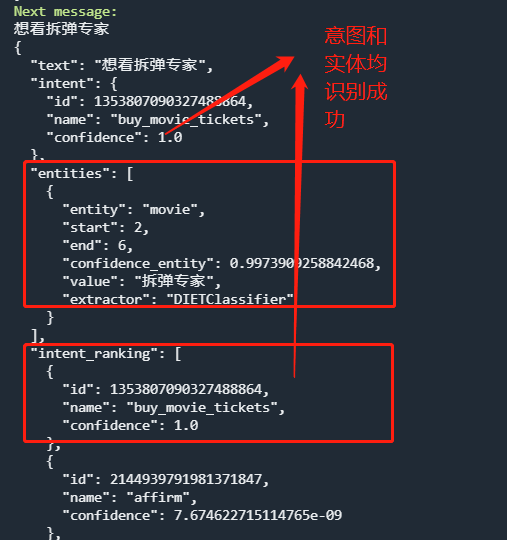 Next message:
想看拆弹专家
{
"text": "想看拆弹专家",
"intent": {
"id": 1353807090327488864,
"name": "buy_movie_tickets",
"confidence": 1.0
},
"entities": [
{
"entity": "movie",
"start": 2,
"end": 6,
"confidence_entity": 0.9973909258842468,
"value": "拆弹专家",
"extractor": "DIETClassifier"
}
],
"intent_ranking": [
{
"id": 1353807090327488864,
"name": "buy_movie_tickets",
"confidence": 1.0
},
{
"id": 2144939791981371847,
"name": "affirm",
"confidence": 7.674622715114765e-09
},
意图和
实体均
识别成
功